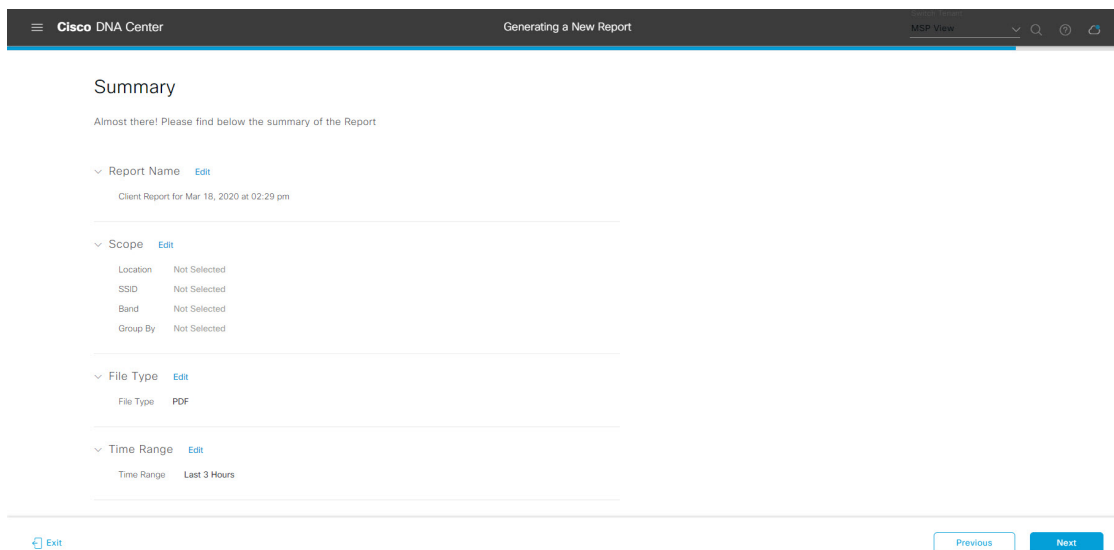 Cisco DNA Center
Generating a New Report
MSP View
Summary
Almost there! Please find below the summary of the Report
Report Name Edit
Client Report for Mar 18, 2020 at 02:29 pm
Scope Edit
Location Not Selected
SSID Not Selected
Band Not Selected
Group By Not Selected
File Type Edit
File Type PDF
Time Range Edit
Time Range Last 3 Hours
Exit
Previous
Next